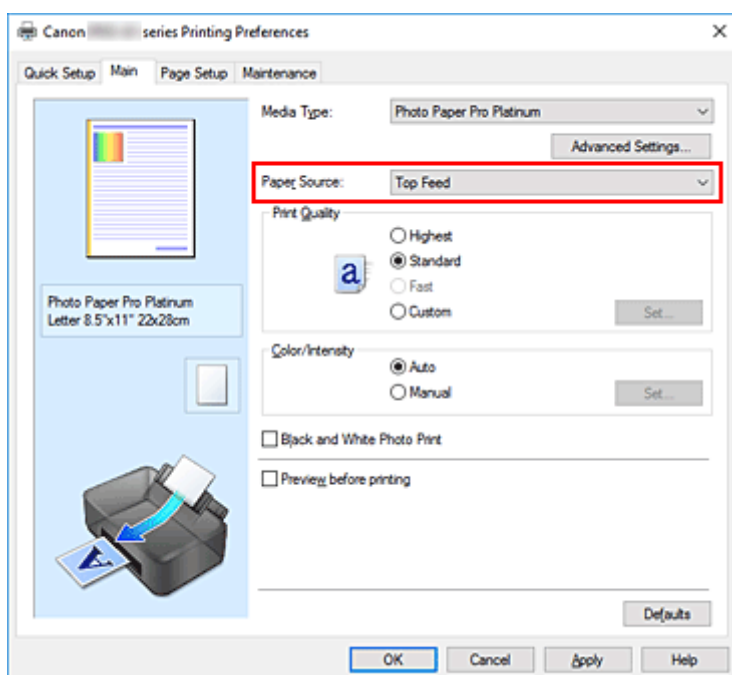 Canon series Printing Preferences
Quick Setup Main Page Setup Maintenance
Media Type: Photo Paper Pro Platinum
Advanced Settings...
Paper Source: Top Feed
Print Quality
Highest
a Standard
Fast
Custom Set...
Photo Paper Pro Platinum
Letter 8.5"x11" 22x28cm
Color/Intensity
Auto
Manual Set...
Black and White Photo Print
Preview before printing
A
Defaults
OK Cancel Apply Help